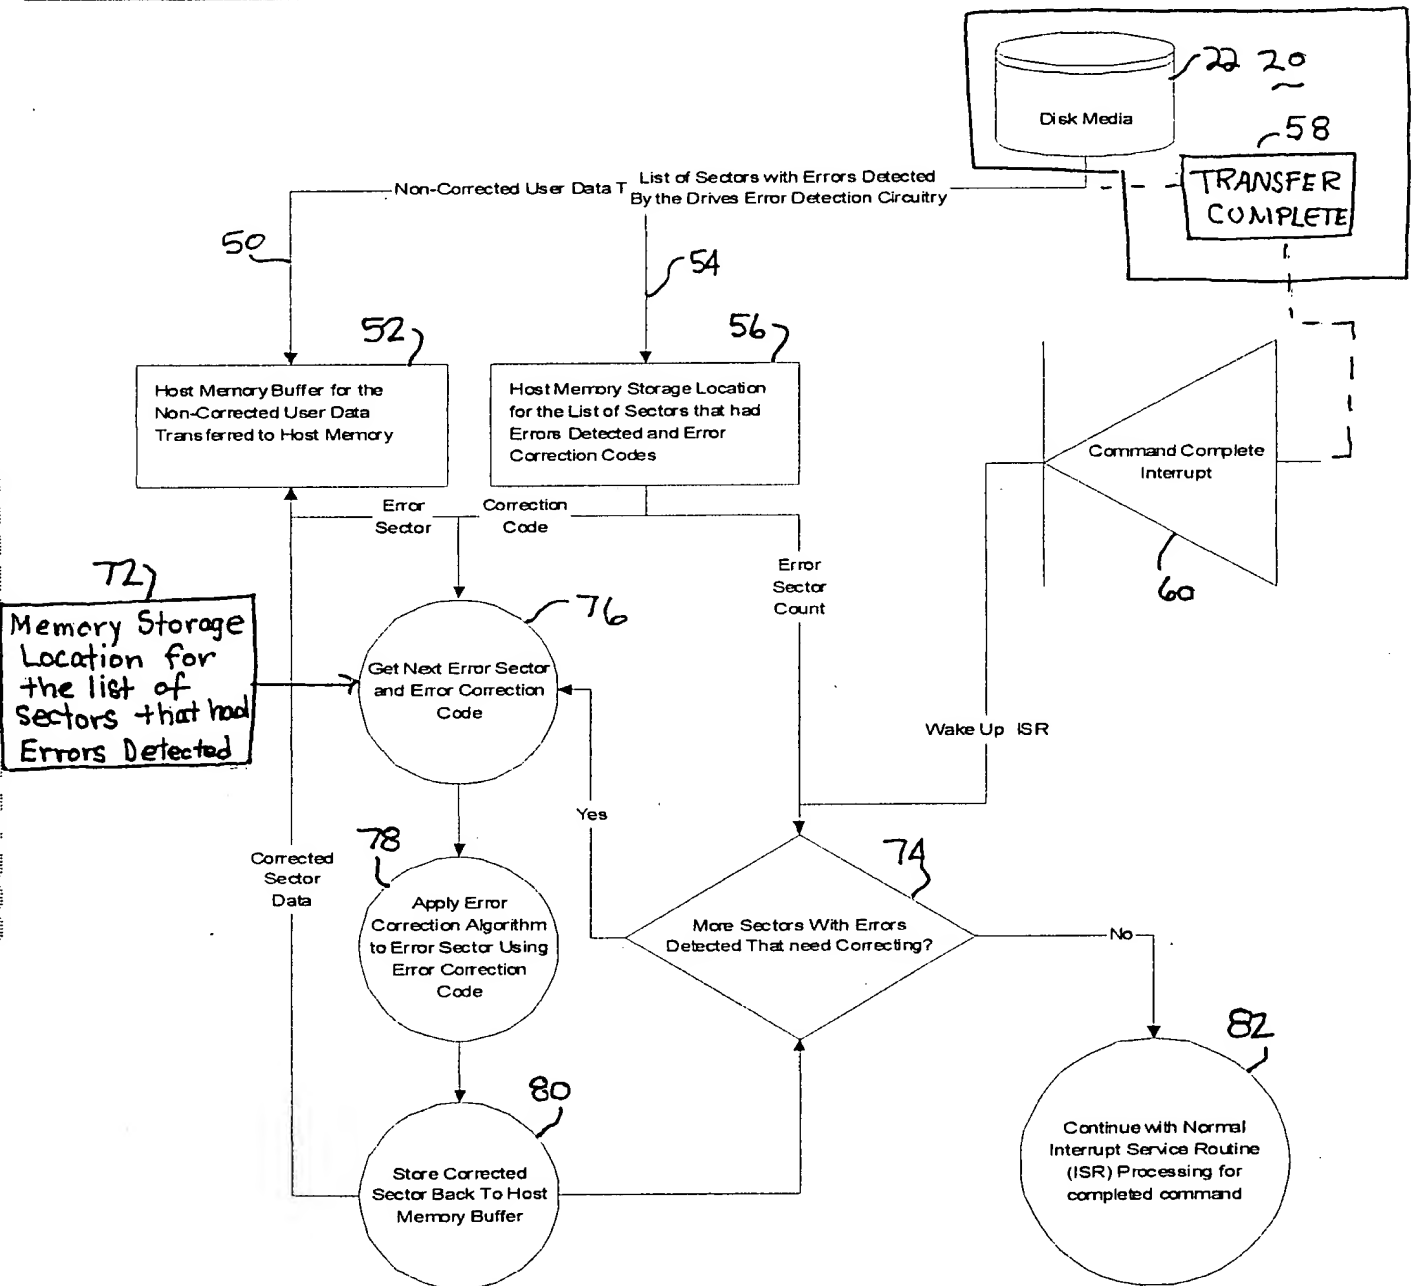 22 20
Disk Media
58
TRANSFER
COMPLETE
Non-Corrected User Data T
List of Sectors with Errors Detected
By the Drives Error Detection Circuitry
50
54
52
56
Host Memory Buffer for the
Non-Corrected User Data
Transferred to Host Memory
Host Memory Storage Location
for the List of Sectors that had
Errors Detected and Error
Correction Codes
Command Complete
Interrupt
60
Error
Sector
Correction
Code
Error
Sector
Count
72
Memory Storage
Location for
the list of
sectors that had
Errors Detected
76
Get Next Error Sector
and Error Correction
Code
Wake Up ISR
Yes
78
Corrected
Sector
Data
Apply Error
Correction Algorithm
to Error Sector Using
Error Correction
Code
74
More Sectors With Errors
Detected That need Correcting?
No
80
Store Corrected
Sector Back To Host
Memory Buffer
82
Continue with Normal
Interrupt Service Routine
(ISR) Processing for
completed command